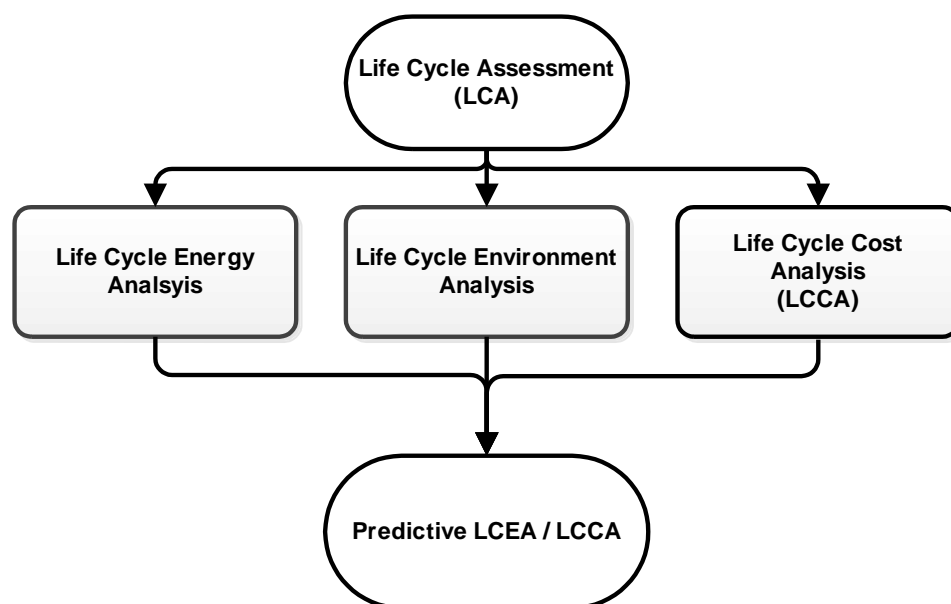 Life Cycle Assessment
(LCA)
Life Cycle Energy
Analsyis
Life Cycle Environment
Analysis
Life Cycle Cost
Analysis
(LCCA)
Predictive LCEA / LCCA